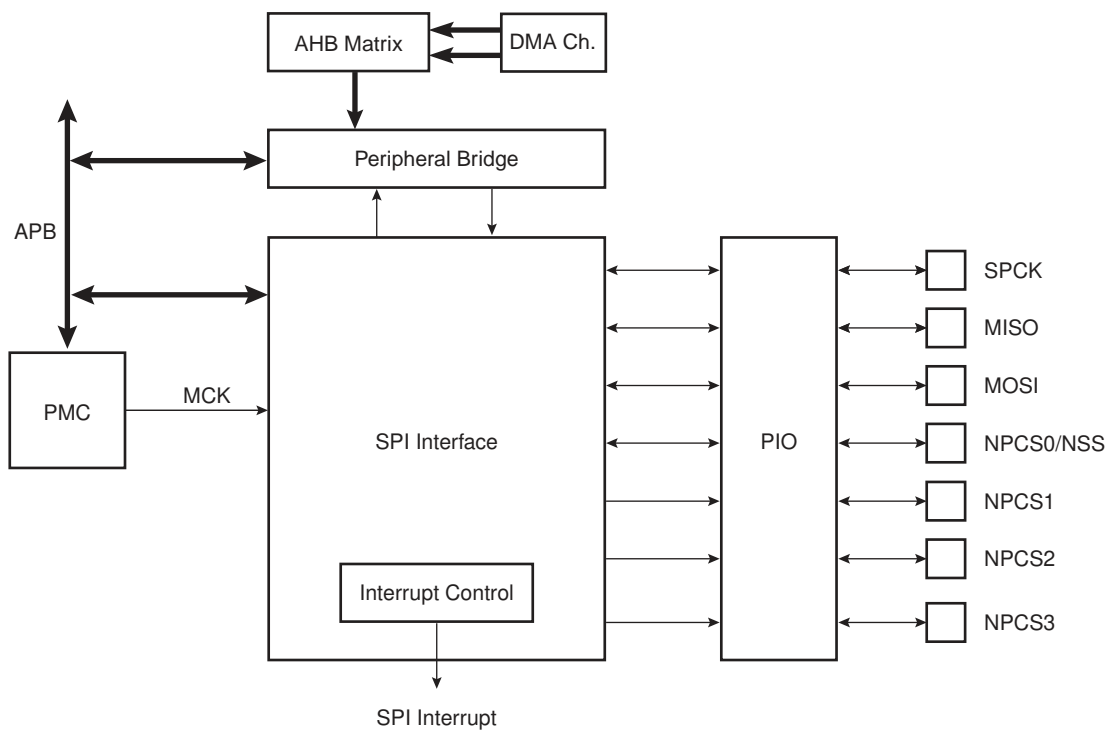 AHB Matrix
DMA Ch.
Peripheral Bridge
APB
PMC
MCK
SPI Interface
Interrupt Control
SPI Interrupt
PIO
SPCK
MISO
MOSI
NPCS0/NSS
NPCS1
NPCS2
NPCS3